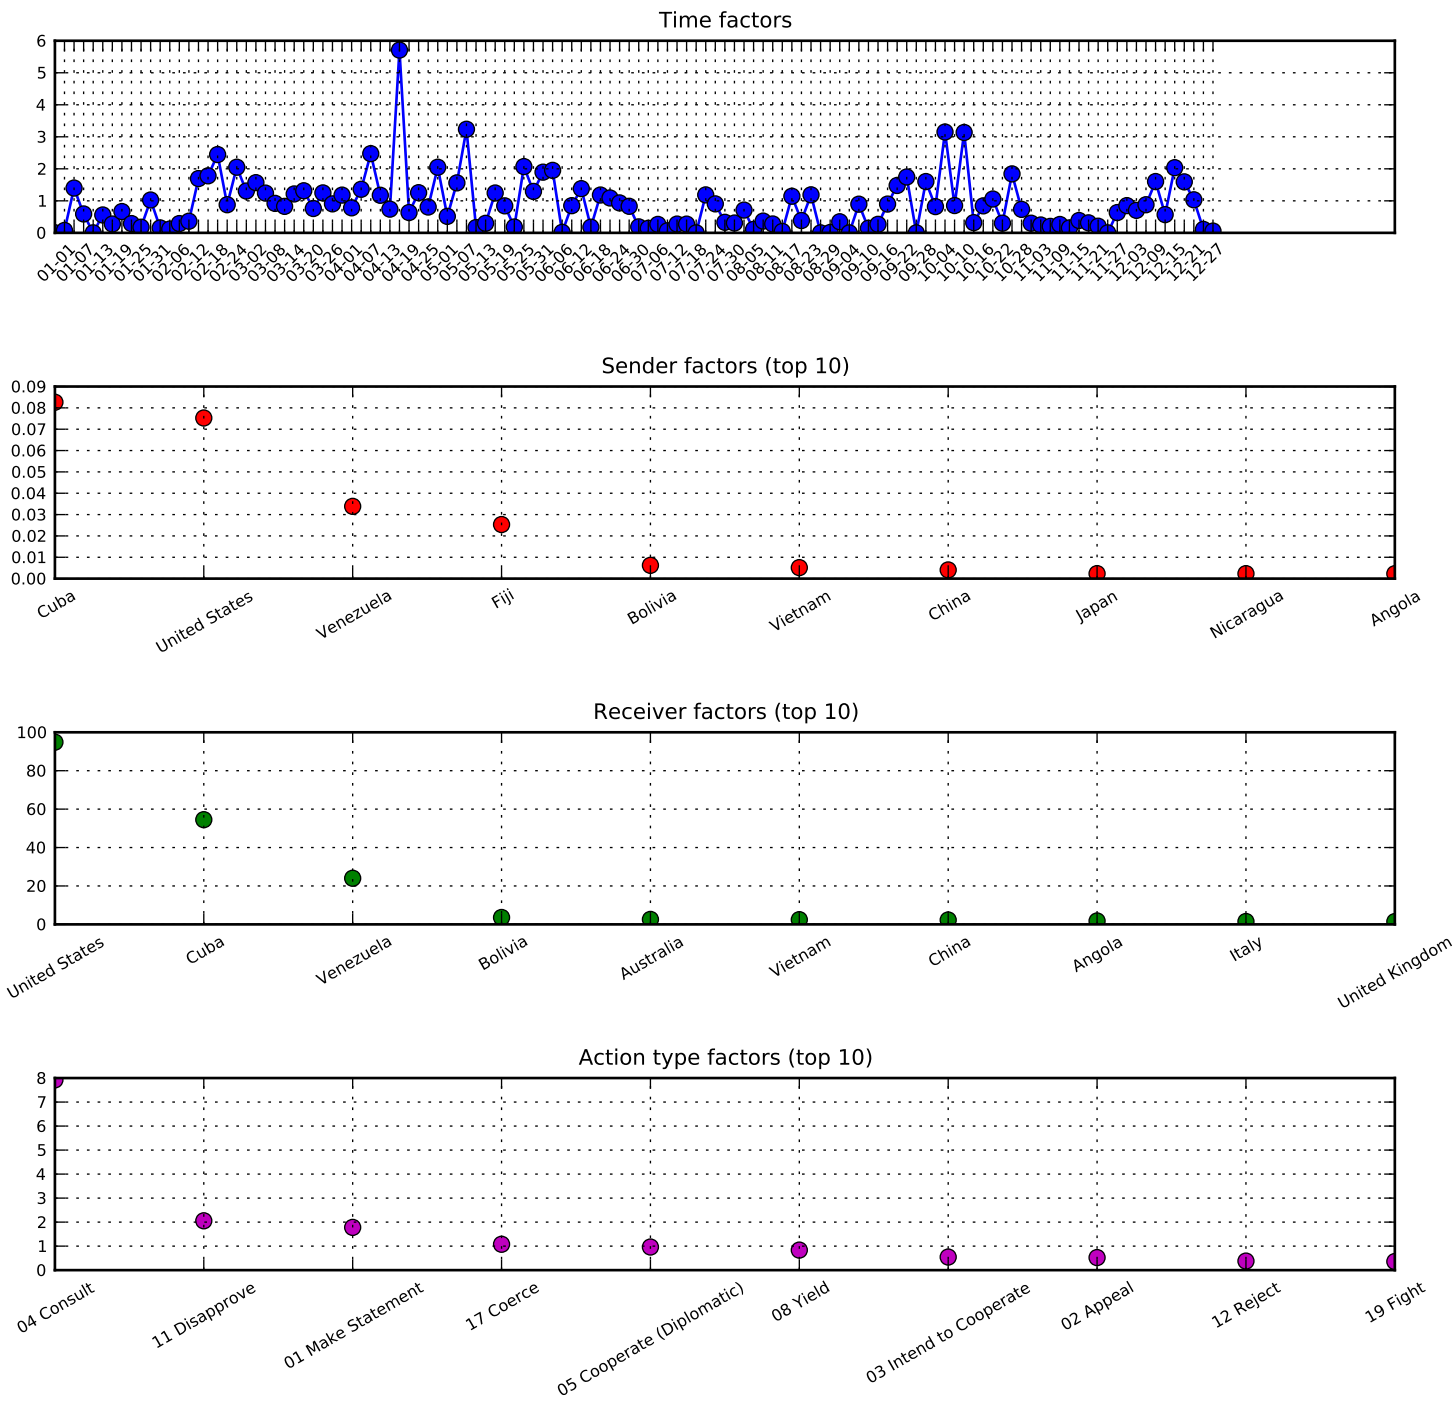 Time factors
6
5
4
3
2
1
0
01-01
01-07
01-13
01-19
01-25
01-31
02-06
02-12
02-18
02-24
03-02
03-08
03-14
03-20
03-26
04-01
04-07
04-13
04-19
04-25
05-01
05-07
05-13
05-19
05-25
05-31
06-06
06-12
06-18
06-24
06-30
07-06
07-12
07-18
07-24
07-30
08-05
08-11
08-17
08-23
08-29
09-04
09-10
09-16
09-22
09-28
10-04
10-10
10-16
10-22
10-28
11-03
11-09
11-15
11-21
11-27
12-03
12-09
12-15
12-21
12-27
Sender factors (top 10)
0.09
0.08
0.07
0.06
0.05
0.04
0.03
0.02
0.01
0.00
Cuba
United States
Venezuela
Fiji
Bolivia
Vietnam
China
Japan
Nicaragua
Angola
Receiver factors (top 10)
100
80
60
40
20
0
United States
Cuba
Venezuela
Bolivia
Australia
Vietnam
China
Angola
Italy
United Kingdom
Action type factors (top 10)
8
7
6
5
4
3
2
1
0
04 Consult
11 Disapprove
01 Make Statement
17 Coerce
05 Cooperate (Diplomatic)
08 Yield
03 Intend to Cooperate
02 Appeal
12 Reject
19 Fight